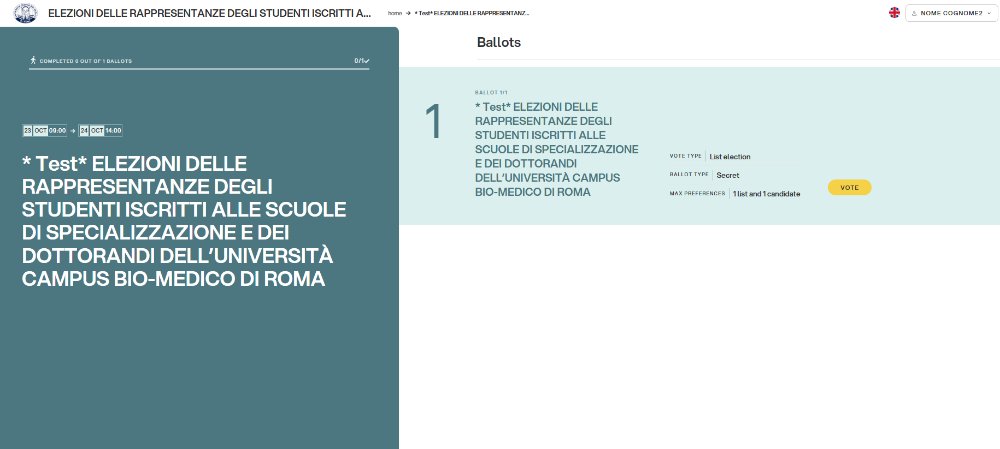 ELEZIONI DELLE RAPPRESENTANZE DEGLI STUDENTI ISCRITTI A...
home → * Test* ELEZIONI DELLE RAPPRESENTANZ...
NOME COGNOME2
COMPLETED 0 OUT OF 1 BALLOTS
0/1
23 OCT 09:00 → 24 OCT 14:00
* Test* ELEZIONI DELLE
RAPPRESENTANZE DEGLI
STUDENTI ISCRITTI ALLE SCUOLE
DI SPECIALIZZAZIONE E DEI
DOTTORANDI DELL’UNIVERSITÀ
CAMPUS BIO-MEDICO DI ROMA
Ballots
1
BALLOT 1/1
* Test* ELEZIONI DELLE
RAPPRESENTANZE DEGLI
STUDENTI ISCRITTI ALLE
SCUOLE DI SPECIALIZZAZIONE
E DEI DOTTORANDI
DELL’UNIVERSITÀ CAMPUS
BIO-MEDICO DI ROMA
VOTE TYPE List election
BALLOT TYPE Secret
MAX PREFERENCES 1 list and 1 candidate
VOTE